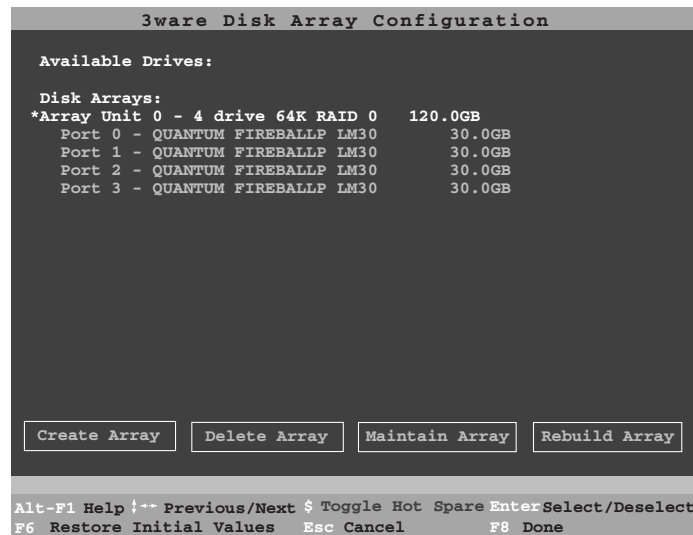 3ware Disk Array Configuration
Available Drives:
Disk Arrays:
*Array Unit 0 - 4 drive 64K RAID 0 120.0GB
Port 0 - QUANTUM FIREBALLP LM30 30.0GB
Port 1 - QUANTUM FIREBALLP LM30 30.0GB
Port 2 - QUANTUM FIREBALLP LM30 30.0GB
Port 3 - QUANTUM FIREBALLP LM30 30.0GB
Create Array Delete Array Maintain Array Rebuild Array
Alt-F1 Help ↕↔ Previous/Next $ Toggle Hot Spare Enter Select/Deselect
F6 Restore Initial Values Esc Cancel F8 Done